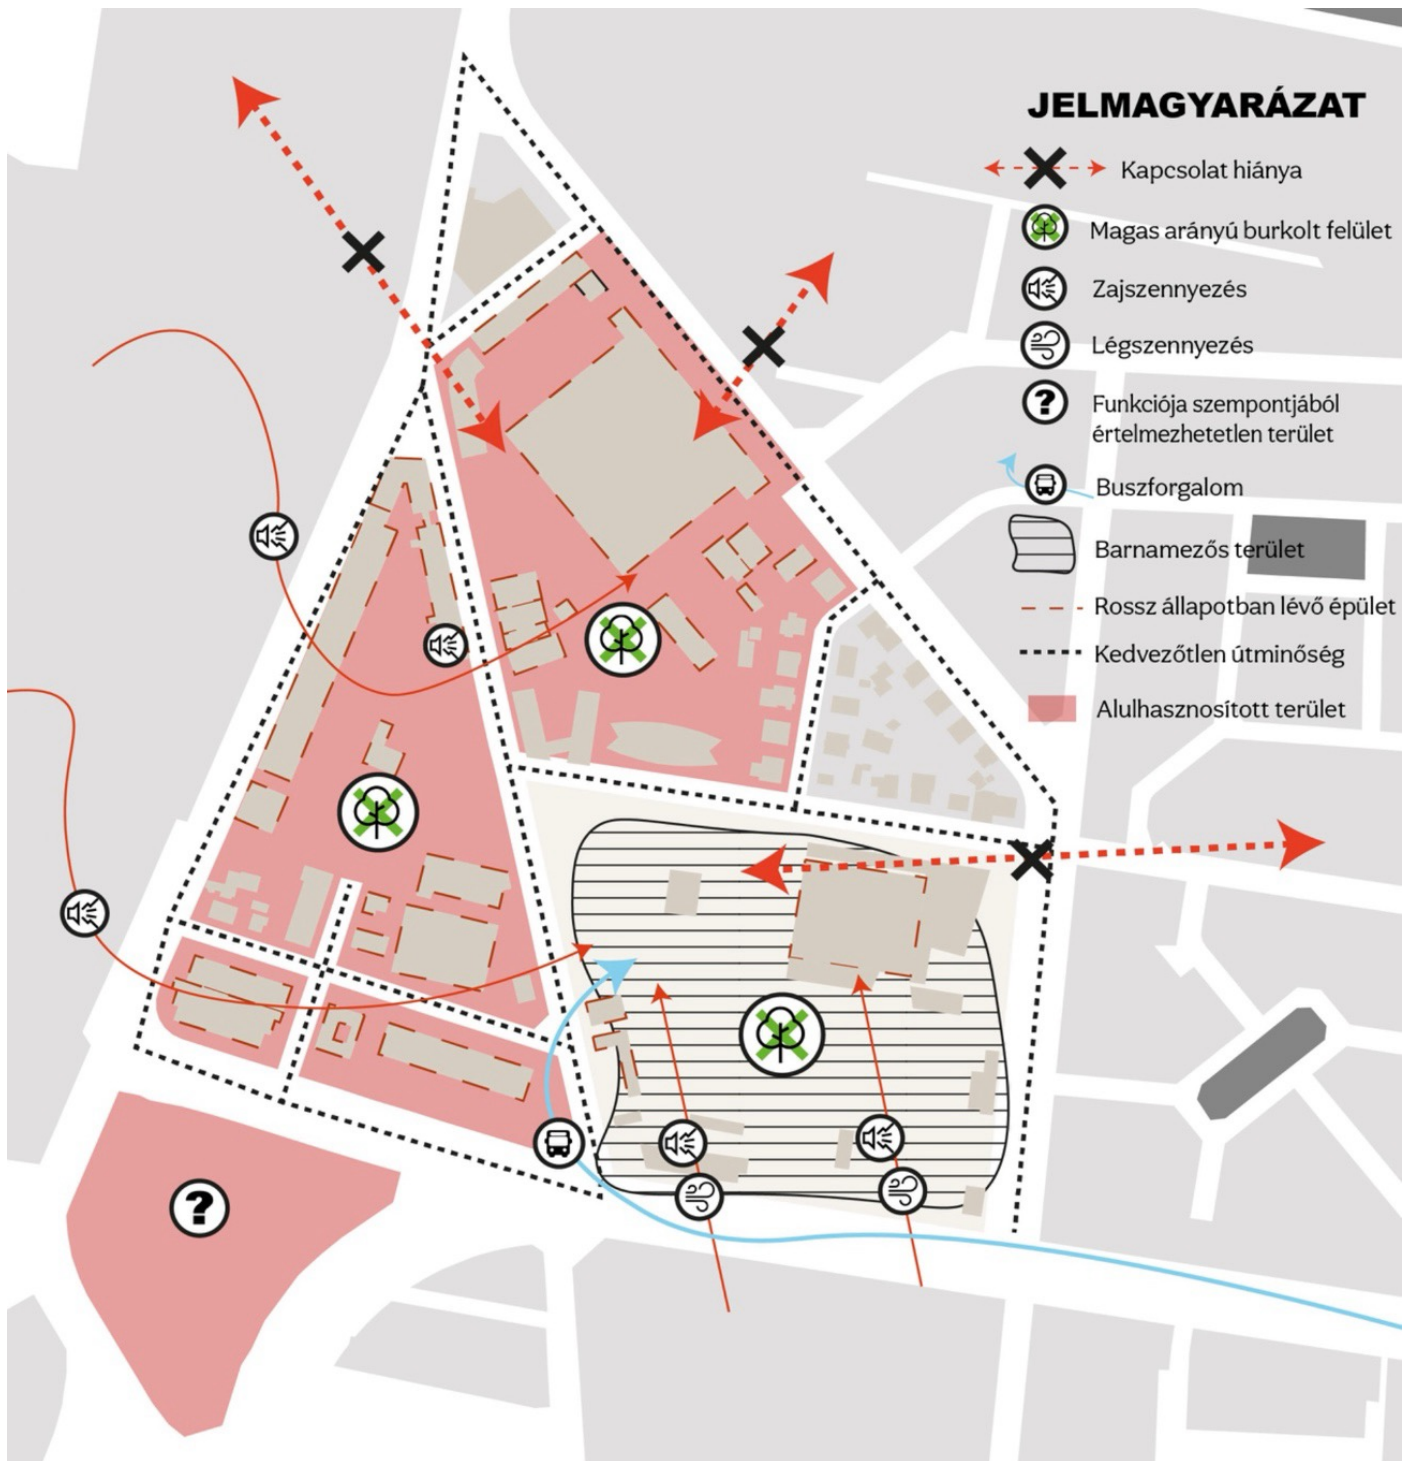 JELMAGYARÁZAT
Kapcsolat hiánya
Magas arányú burkolt felület
Zajszennyezés
Légszennyezés
?
Funkciója szempontjából
értelmezhetetlen terület
Buszforgalom
Barnamezős terület
Rossz állapotban lévő épület
Kedvezőtlen útminőség
Alulhasznosított terület
?